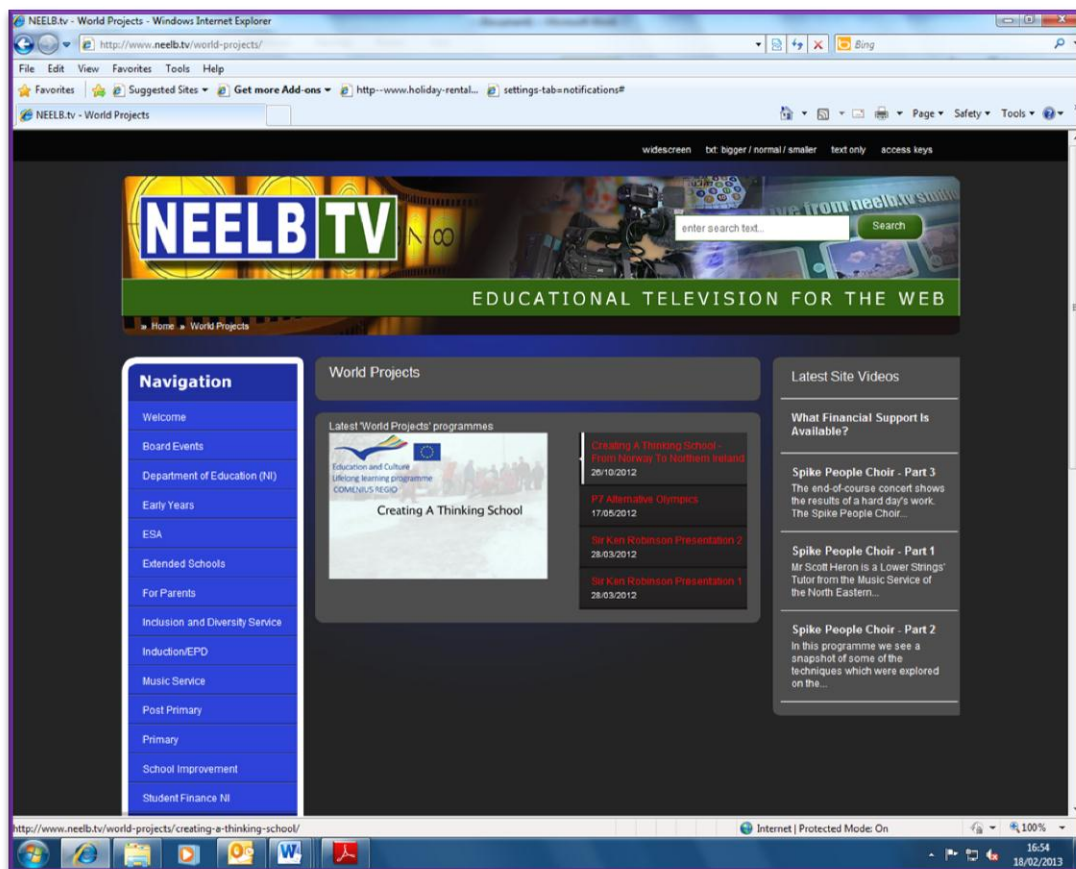 NEELB.tv - World Projects - Windows Internet Explorer
http://www.neelb.tv/world-projects/
Bing
File Edit View Favorites Tools Help
Favorites Suggested Sites Get more Add-ons http--www.holiday-rental... settings-tab=notifications#
NEELB.tv - World Projects
Page Safety Tools
widescreen txt: bigger / normal / smaller text only access keys
NEELB TV
7 8
live from neelb.tv studio
enter search text... Search
EDUCATIONAL TELEVISION FOR THE WEB
» Home » World Projects
Navigation
Welcome
Board Events
Department of Education (NI)
Early Years
ESA
Extended Schools
For Parents
Inclusion and Diversity Service
Induction/EPD
Music Service
Post Primary
Primary
School Improvement
Student Finance NI
World Projects
Latest 'World Projects' programmes
Education and Culture
Lifelong learning programme
COMENIUS REGIO
Creating A Thinking School
Creating A Thinking School -
From Norway To Northern Ireland
26/10/2012
P7 Alternative Olympics
17/05/2012
Sir Ken Robinson Presentation 2
28/03/2012
Sir Ken Robinson Presentation 1
28/03/2012
Latest Site Videos
What Financial Support Is
Available?
Spike People Choir - Part 3
The end-of-course concert shows
the results of a hard day's work.
The Spike People Choir...
Spike People Choir - Part 1
Mr Scott Heron is a Lower Strings'
Tutor from the Music Service of
the North Eastern...
Spike People Choir - Part 2
In this programme we see a
snapshot of some of the
techniques which were explored
on the...
http://www.neelb.tv/world-projects/creating-a-thinking-school/
Internet | Protected Mode: On
100%
16:54
18/02/2013